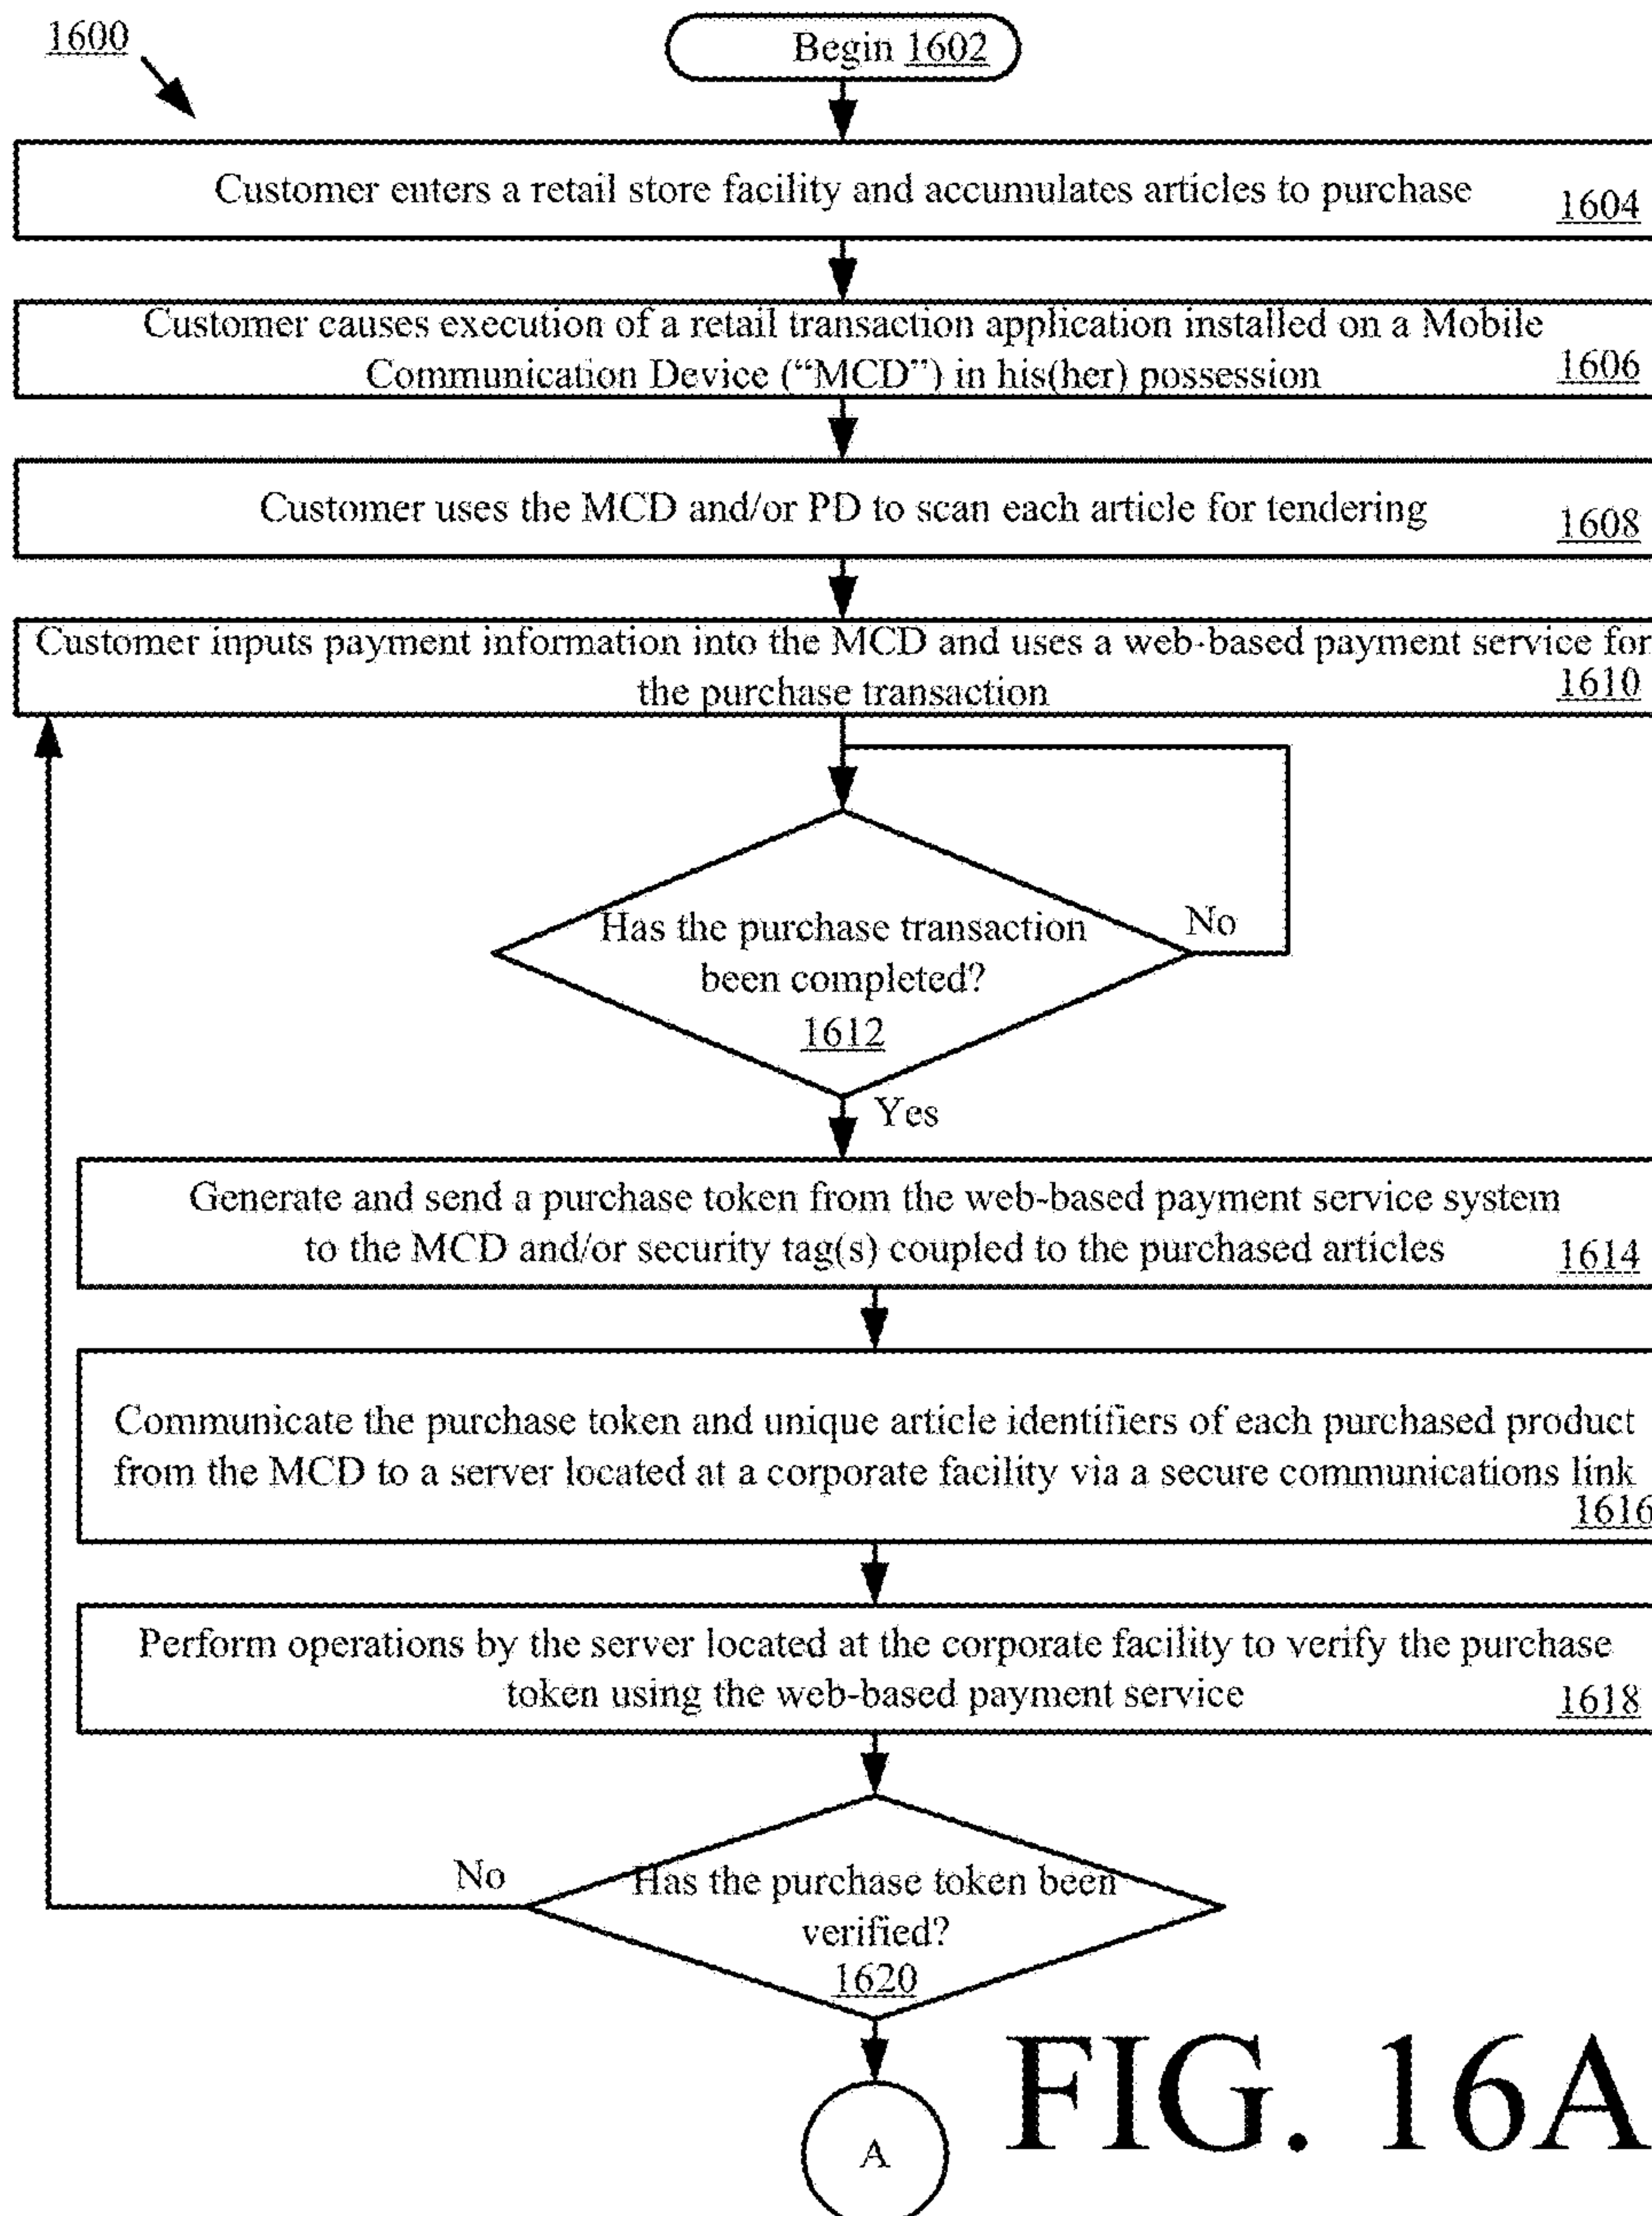 1600
Begin 1602
Customer enters a retail store facility and accumulates articles to purchase
1604
Customer causes execution of a retail transaction application installed on a Mobile
Communication Device (“MCD”) in his(her) possession
1606
Customer uses the MCD and/or PD to scan each article for tendering
1608
Customer inputs payment information into the MCD and uses a web-based payment service for
the purchase transaction
1610
Has the purchase transaction
been completed?
1612
No
Yes
Generate and send a purchase token from the web-based payment service system
to the MCD and/or security tag(s) coupled to the purchased articles
1614
Communicate the purchase token and unique article identifiers of each purchased product
from the MCD to a server located at a corporate facility via a secure communications link
1616
Perform operations by the server located at the corporate facility to verify the purchase
token using the web-based payment service
1618
No
Has the purchase token been
verified?
1620
A
FIG. 16A